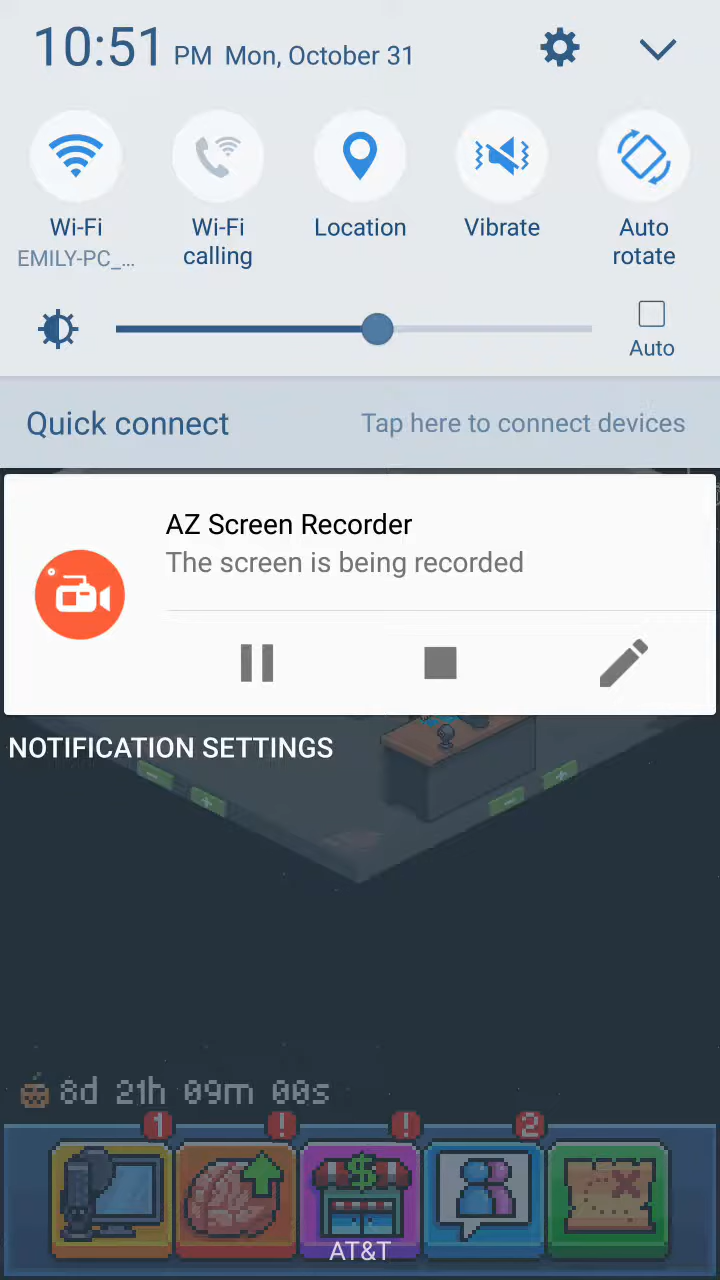 10:51 PM Mon, October 31
Wi-Fi
EMILY-PC_...
Wi-Fi
calling
Location
Vibrate
Auto
rotate
Auto
Quick connect
Tap here to connect devices
AZ Screen Recorder
The screen is being recorded
NOTIFICATION SETTINGS
8d 21h 09m 00s
1
!
!
2
$
AT&T